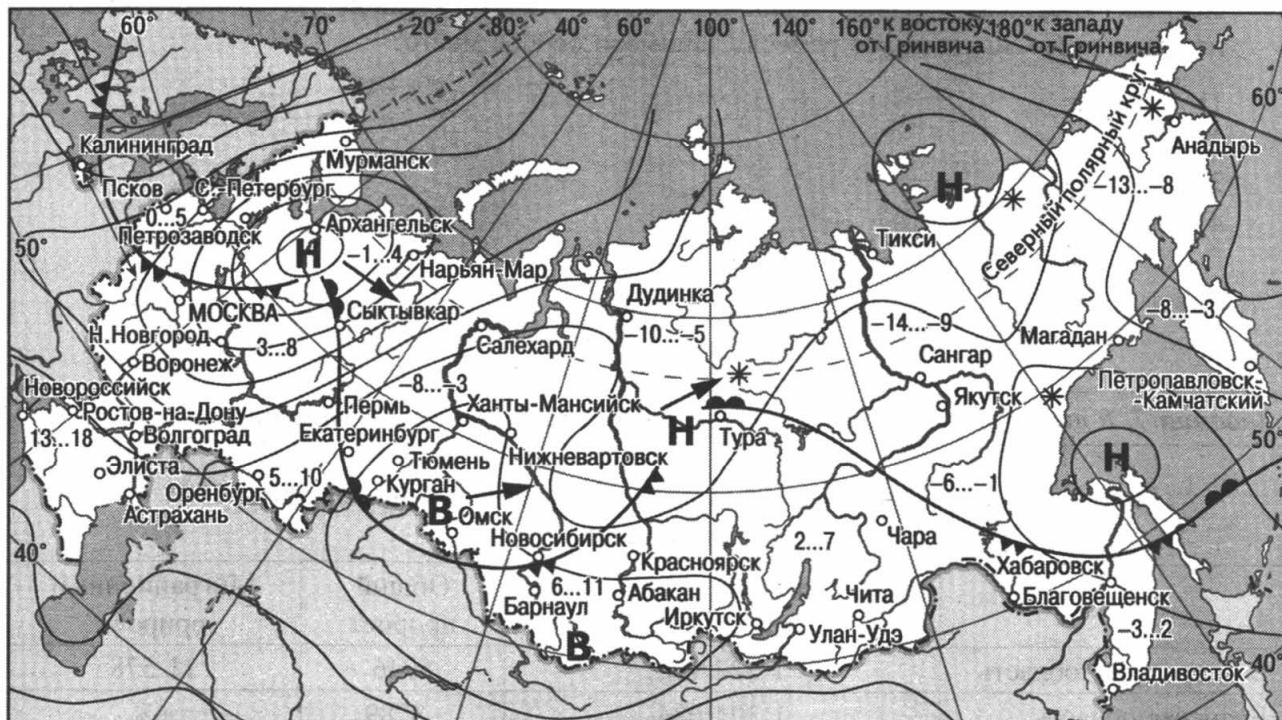 60°
70°
20°
40°
60°
80°
100°
120°
140°
160°
к востоку
от Гринвича
180°
к западу
от Гринвича
60°
Северный полярный круг
Калининград
Мурманск
Анадырь
Псков
С.-Петербург
-13...-8
0...5
Петрозаводск
Архангельск
Н
Н
-1...4
Нарьян-Мар
Тикси
50°
МОСКВА
Сыктывкар
Дудинка
-8...-3
Н.Новгород
-3...8
Салехард
-10...-5
-14...-9
Магадан
Воронеж
Сангар
Новороссийск
-8...-3
Ханты-Мансийск
Петропавловск-
-Камчатский
Ростов-на-Дону
Пермь
Якутск
13...18
Волгоград
Екатеринбург
Н
Тура
50°
Элиста
Тюмень
Нижневартовск
Н
5...10
Курган
-6...-1
Оренбург
Астрахань
В
Омск
Чара
Новосибирск
2...7
40°
Красноярск
Хабаровск
6...11
Барнаул
Абакан
Чита
Благовещенск
Иркутск
Улан-Удэ
-3...2
В
Владивосток
40°
80°
100°